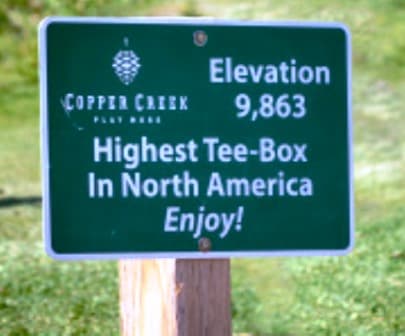 COPPER CREEK
PLAY MORE
Elevation
9,863
Highest Tee-Box
In North America
Enjoy!